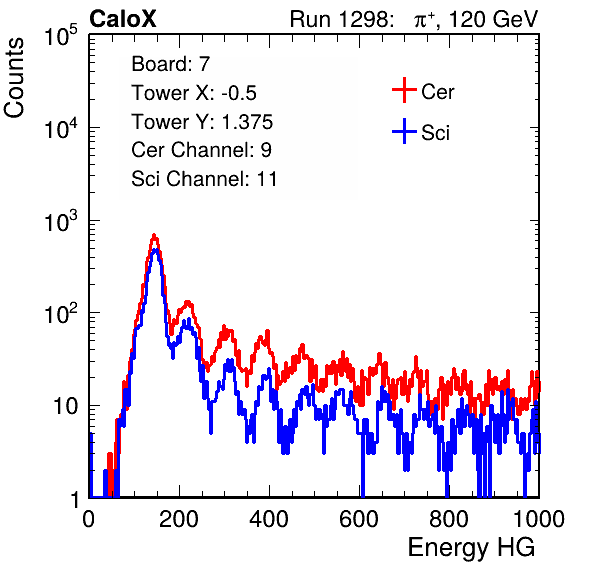 CaloX Run 1298: π⁺, 120 GeV
Board: 7
Tower X: -0.5
Tower Y: 1.375
Cer Channel: 9
Sci Channel: 11
Cer
Sci
Counts
10⁵
10⁴
10³
10²
10
1
0 200 400 600 800 1000
Energy HG